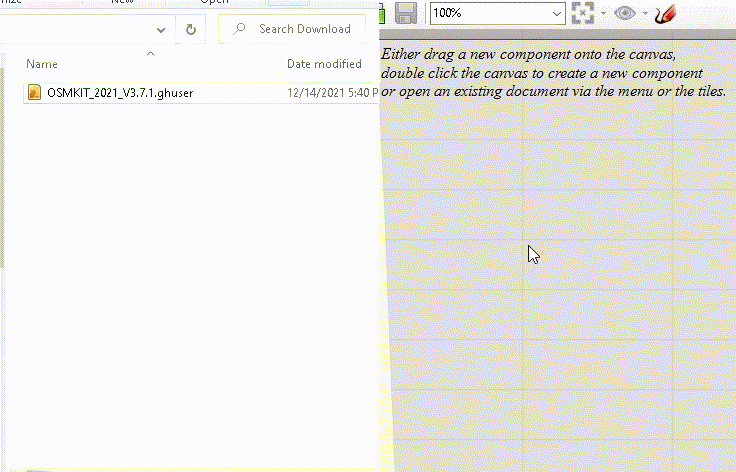 New
Open
Search Download
100%
Name
Date modified
OSMKIT_2021_V3.7.1.ghuser
12/14/2021 5:40 P
Either drag a new component onto the canvas,
double click the canvas to create a new component
or open an existing document via the menu or the tiles.